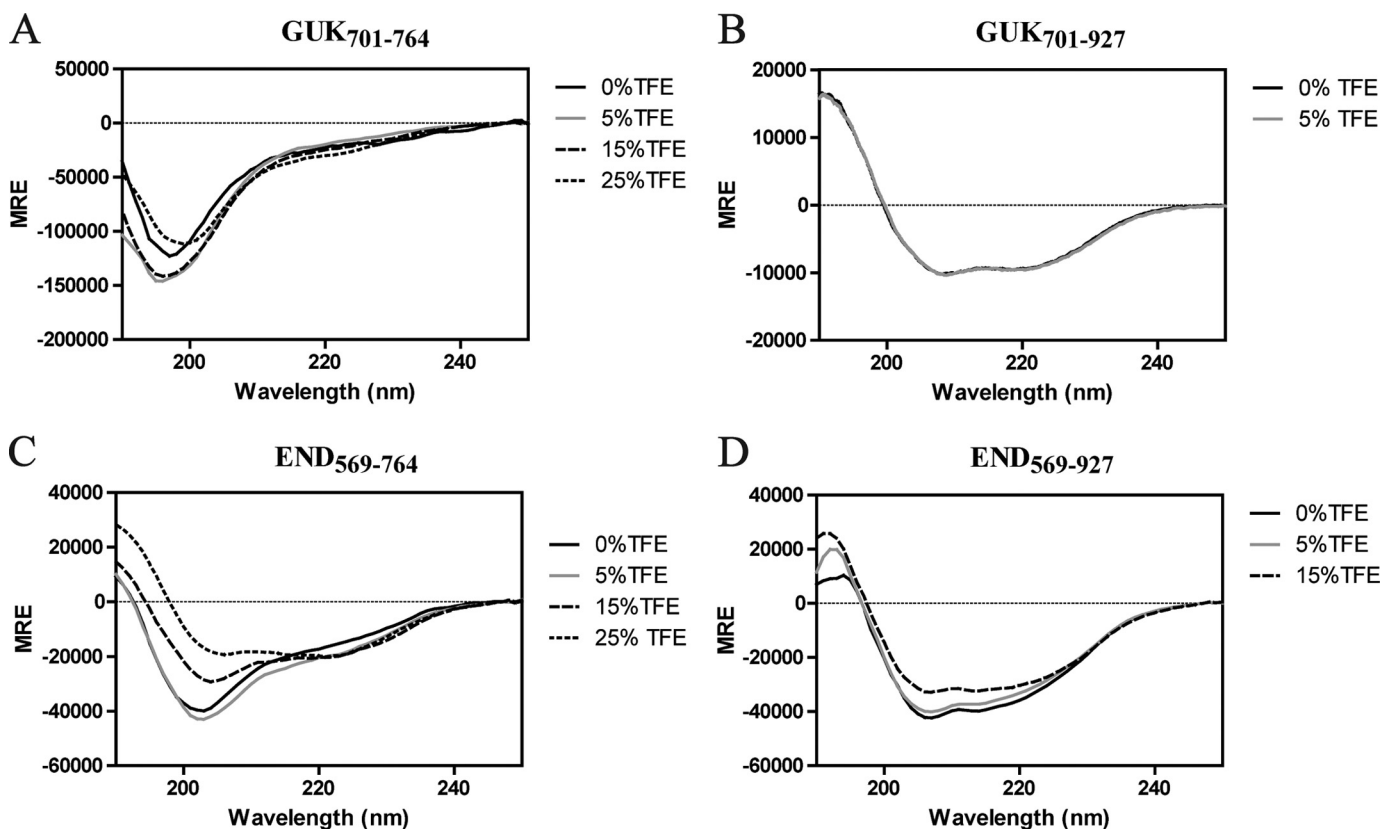 A
GUK701-764
50000
0
-50000
-100000
-150000
-200000
MRE
200
220
240
Wavelength (nm)
0%TFE
5%TFE
15%TFE
25%TFE
B
GUK701-927
20000
10000
0
-10000
-20000
MRE
200
220
240
Wavelength (nm)
0% TFE
5% TFE
C
END569-764
40000
20000
0
-20000
-40000
-60000
MRE
200
220
240
Wavelength (nm)
0%TFE
5%TFE
15%TFE
25% TFE
D
END569-927
40000
20000
0
-20000
-40000
-60000
MRE
200
220
240
Wavelength (nm)
0%TFE
5%TFE
15%TFE